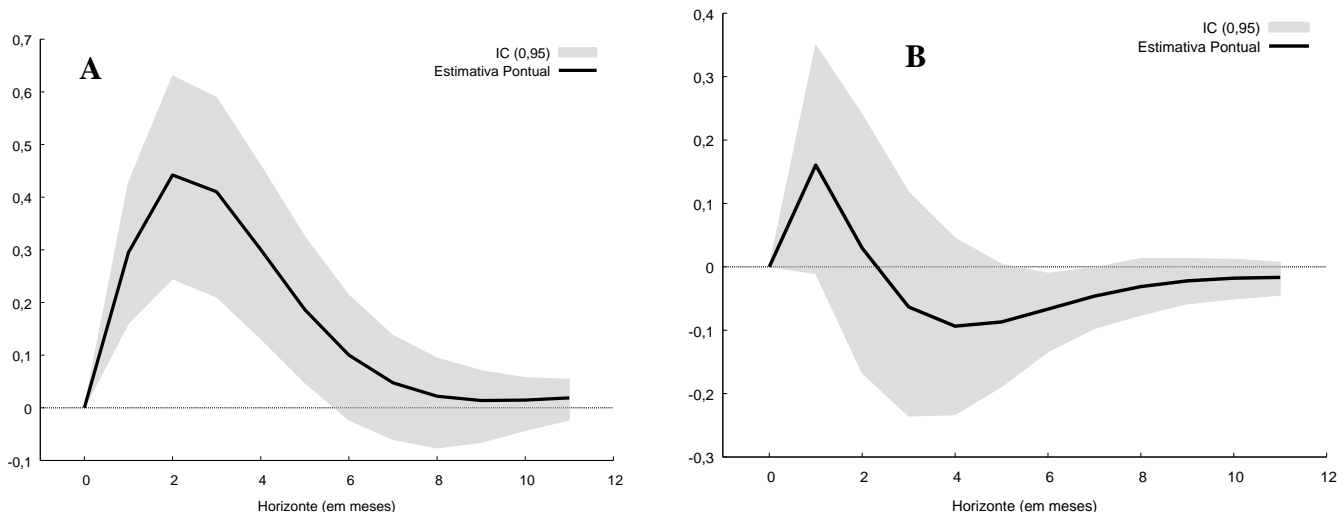 A
IC (0,95)
Estimativa Pontual
0,7
0,6
0,5
0,4
0,3
0,2
0,1
0
-0,1
0 2 4 6 8 10 12
Horizonte (em meses)
B
IC (0,95)
Estimativa Pontual
0,4
0,3
0,2
0,1
0
-0,1
-0,2
-0,3
0 2 4 6 8 10 12
Horizonte (em meses)